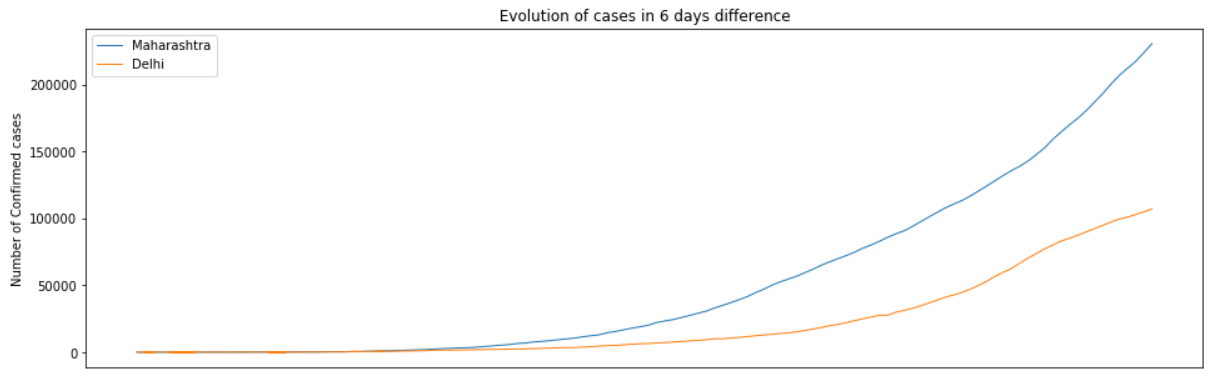 Evolution of cases in 6 days difference
Maharashtra
Delhi
Number of Confirmed cases
200000
150000
100000
50000
0